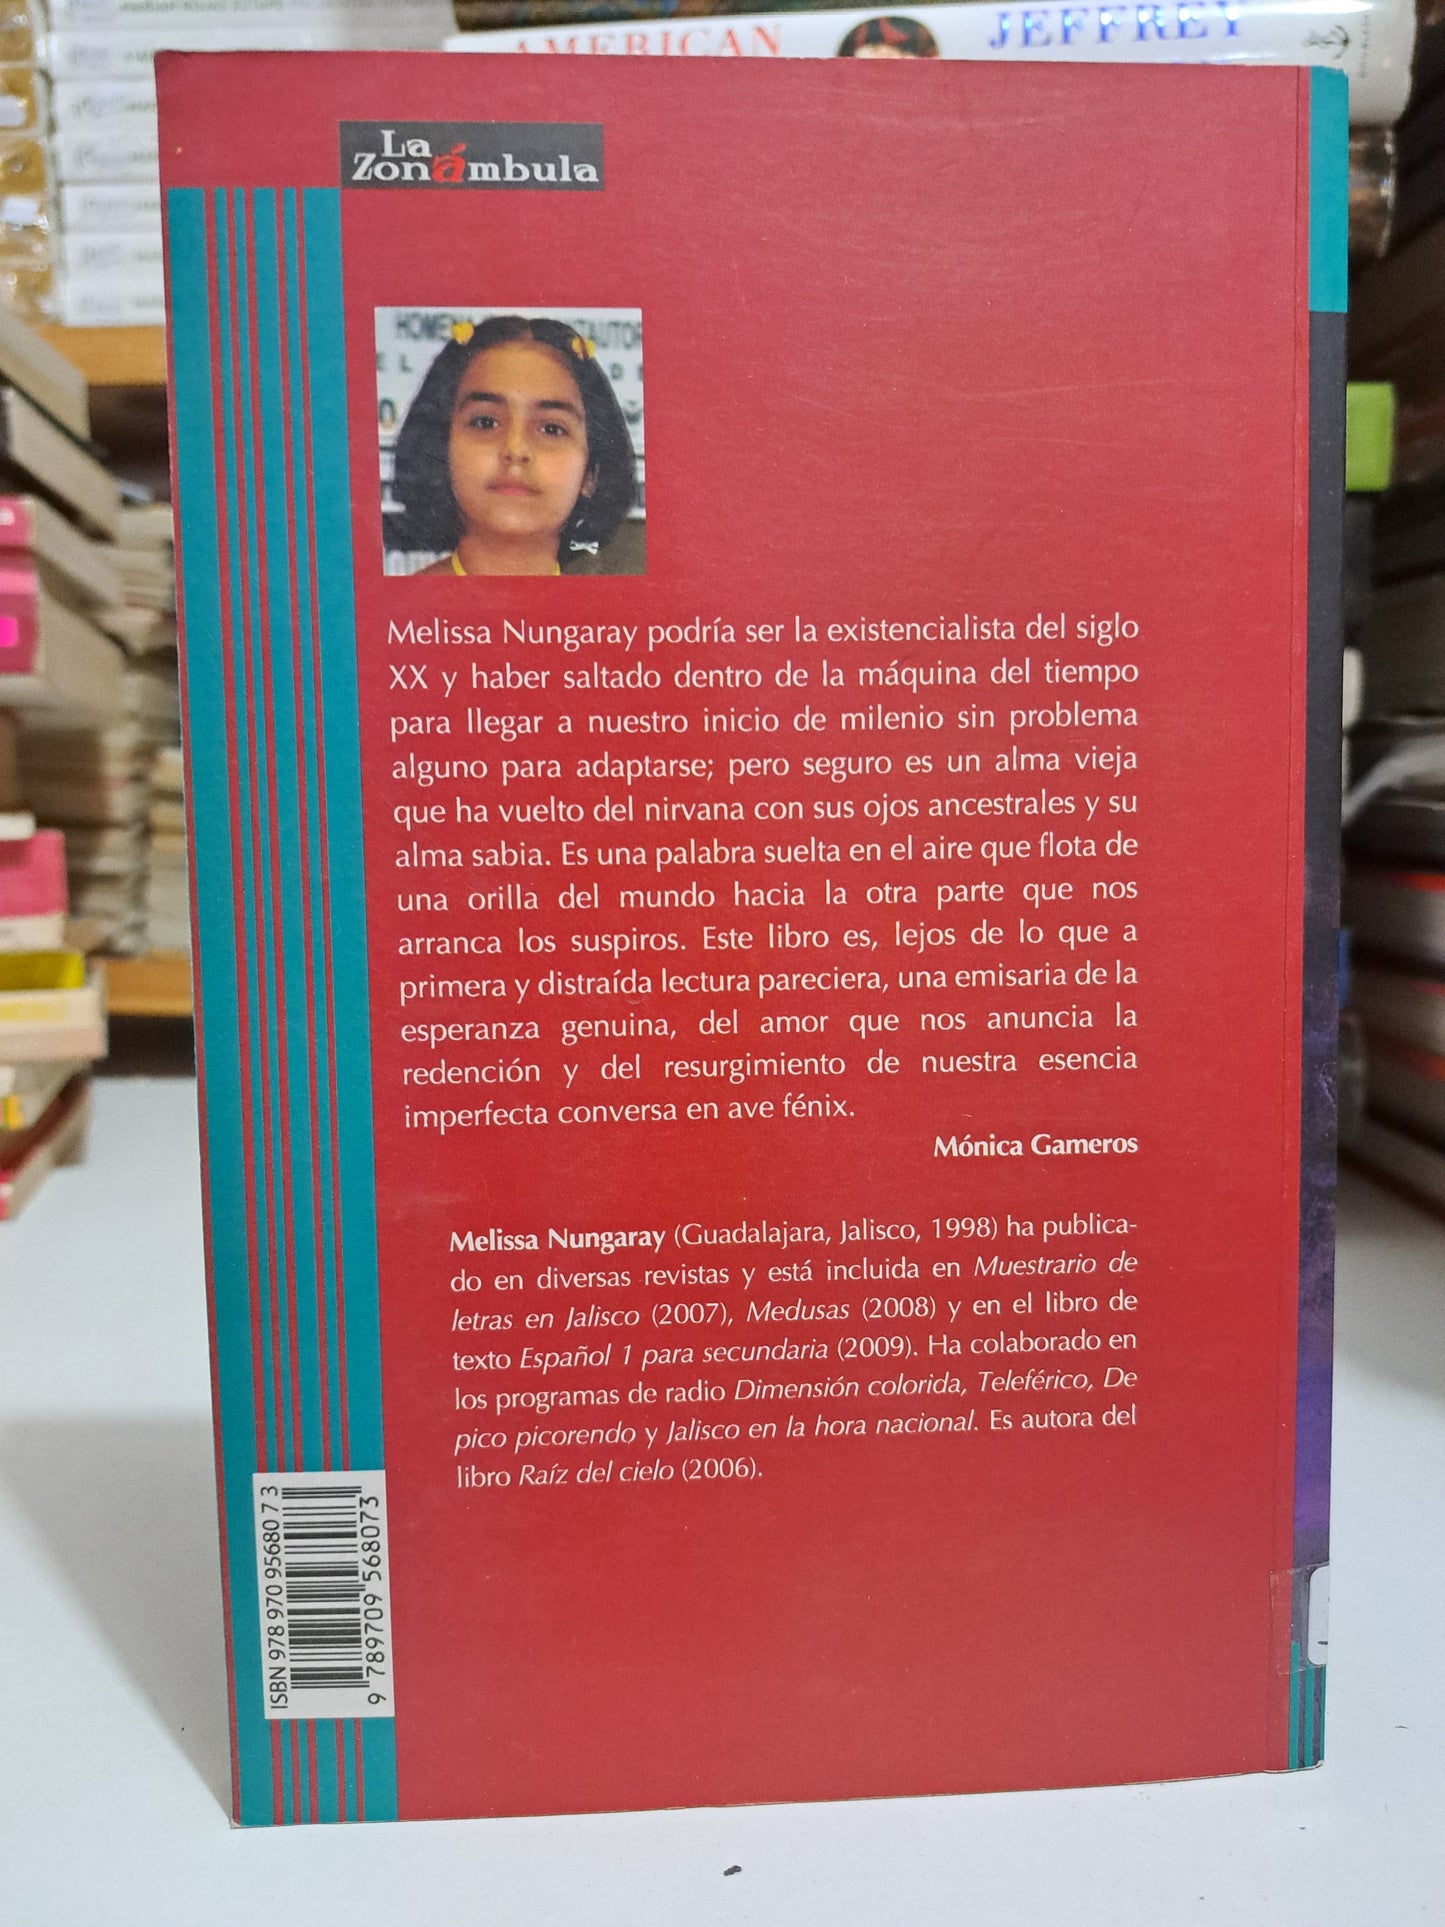 AMERICAN
JEFFREY
La
Zonámbula
HOMENA
Melissa Nungaray podría ser la existencialista del siglo
XX y haber saltado dentro de la máquina del tiempo
para llegar a nuestro inicio de milenio sin problema
alguno para adaptarse; pero seguro es un alma vieja
que ha vuelto del nirvana con sus ojos ancestrales y su
alma sabia. Es una palabra suelta en el aire que flota de
una orilla del mundo hacia la otra parte que nos
arranca los suspiros. Este libro es, lejos de lo que a
primera y distraída lectura pareciera, una emisaria de la
esperanza genuina, del amor que nos anuncia la
redención y del resurgimiento de nuestra esencia
imperfecta conversa en ave fénix.
Mónica Gameros
Melissa Nungaray (Guadalajara, Jalisco, 1998) ha publica-
do en diversas revistas y está incluida en Muestrario de
letras en Jalisco (2007), Medusas (2008) y en el libro de
texto Español 1 para secundaria (2009). Ha colaborado en
los programas de radio Dimensión colorida, Teleférico, De
pico picorendo y Jalisco en la hora nacional. Es autora del
libro Raíz del cielo (2006).
ISBN 978 970 95680 7 3
9 789709 568073